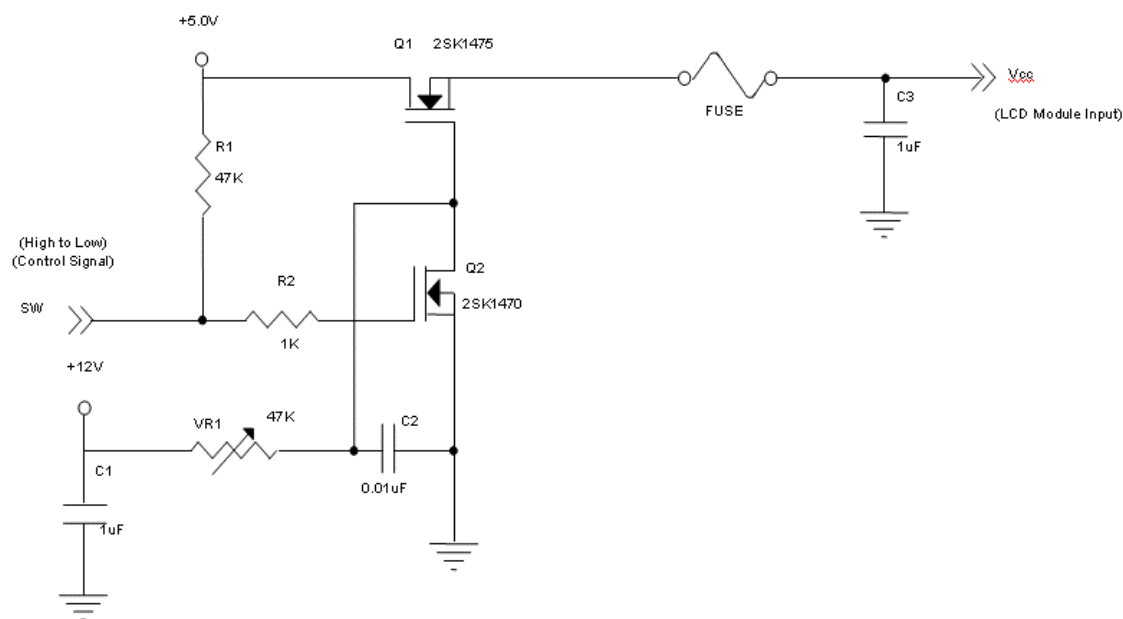 +5.0V
Q1 2SK1475
Vcc
FUSE
C3
(LCD Module Input)
R1
1uF
47K
(High to Low)
(Control Signal)
Q2
R2
SW
2SK1470
1K
+12V
47K
VR1
C2
C1
0.01uF
1uF